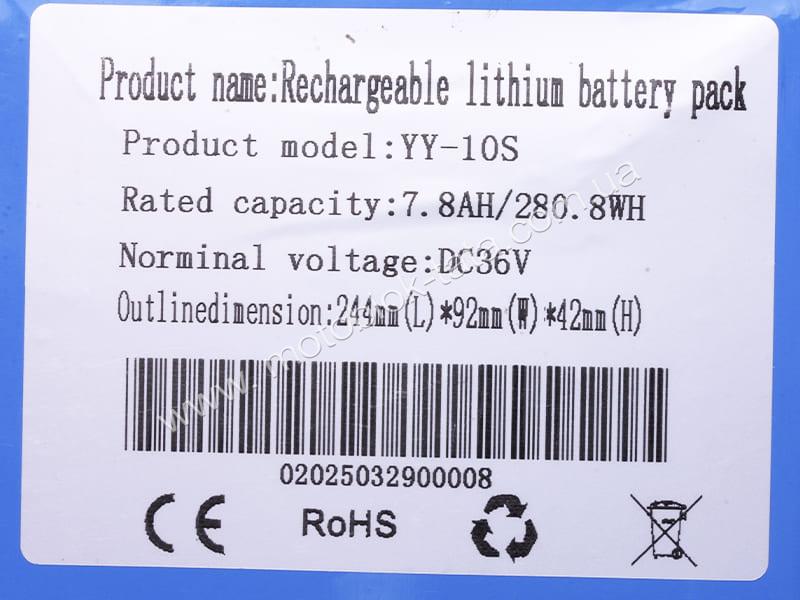 Product name:Rechargeable lithium battery pack
Product model:YY-10S
Rated capacity:7.8AH/280.8WH
Norminal voltage:DC36V
Outlinedimension:244mm(L)*92mm(W)*42mm(H)
www.motoblok-tata.com.ua
02025032900008
CE RoHS